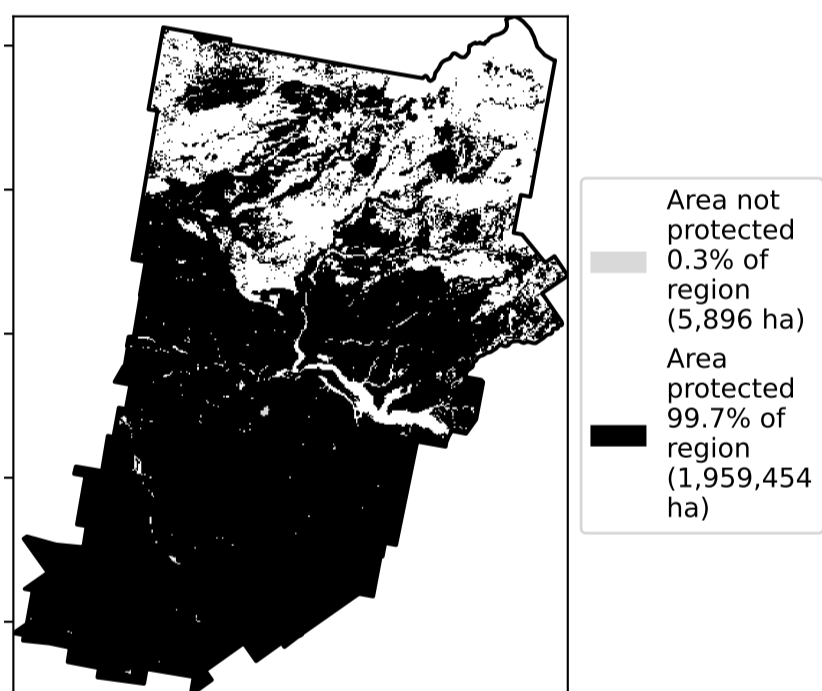 Area not
protected
0.3% of
region
(5,896 ha)
Area
protected
99.7% of
region
(1,959,454
ha)